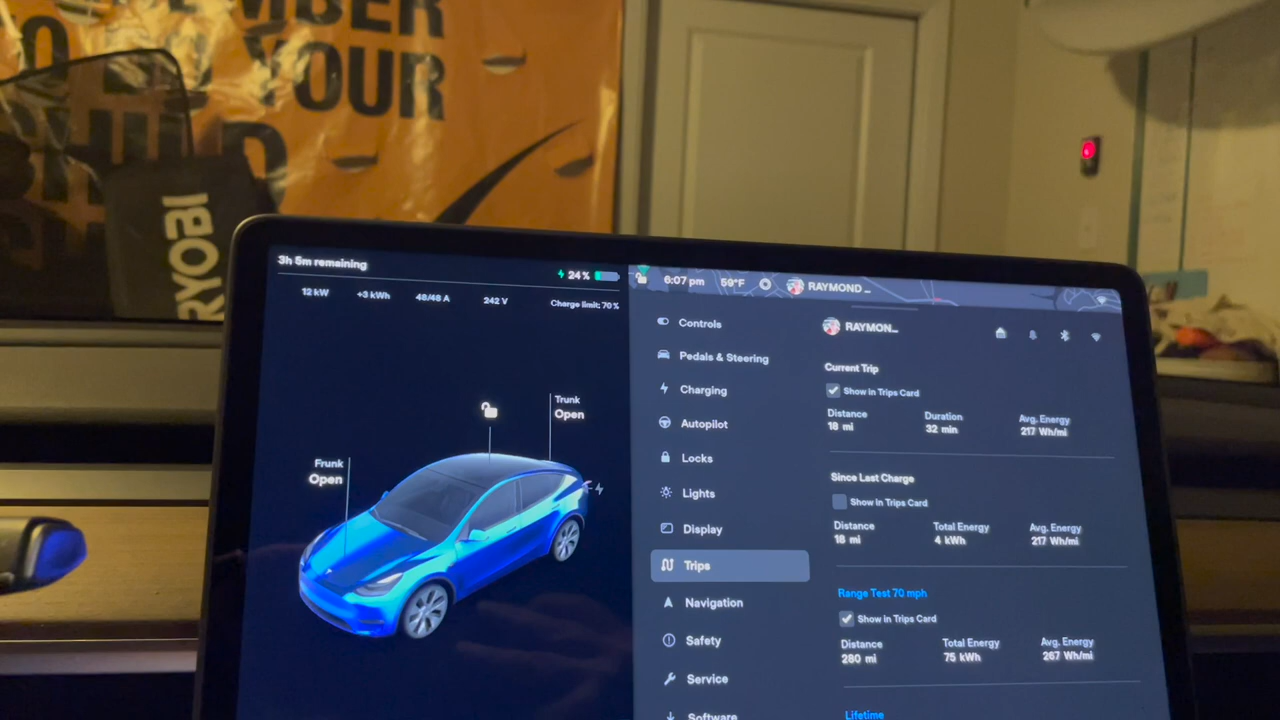 YOUR
RYOBI
3h 5m remaining
24%
12 kW
+3 kWh
48/48 A
242 V
Charge limit: 70%
Trunk
Open
Frunk
Open
6:07 pm
59°F
RAYMOND ...
Controls
Pedals & Steering
Charging
Autopilot
Locks
Lights
Display
Trips
Navigation
Safety
Service
Software
RAYMON...
Current Trip
Show in Trips Card
Distance
18 mi
Duration
32 min
Avg. Energy
217 Wh/mi
Since Last Charge
Show in Trips Card
Distance
18 mi
Total Energy
4 kWh
Avg. Energy
217 Wh/mi
Range Test 70 mph
Show in Trips Card
Distance
280 mi
Total Energy
75 kWh
Avg. Energy
267 Wh/mi
Lifetime